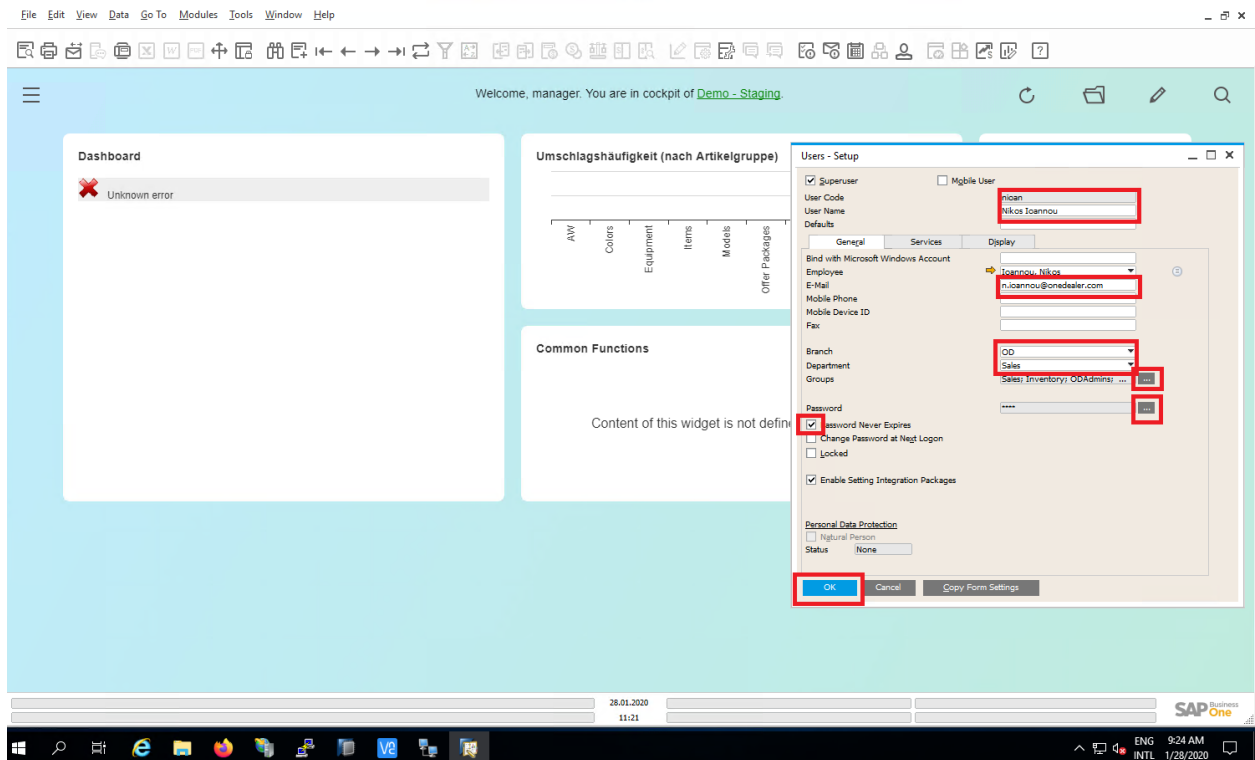 File Edit View Data Go To Modules Tools Window Help
Welcome, manager. You are in cockpit of Demo - Staging.
Dashboard
Unknown error
Umschlagshäufigkeit (nach Artikelgruppe)
AW
Colors
Equipment
Items
Models
Offer Packages
Common Functions
Content of this widget is not defin
Users - Setup
Superuser Mobile User
User Code nioan
User Name Nikos Ioannou
Defaults
General Services Display
Bind with Microsoft Windows Account
Employee Ioannou, Nikos
E-Mail n.ioannou@onedealer.com
Mobile Phone
Mobile Device ID
Fax
Branch OD
Department Sales
Groups Sales; Inventory; ODAdmins; ... ...
Password **** ...
Password Never Expires
Change Password at Next Logon
Locked
Enable Setting Integration Packages
Personal Data Protection
Natural Person
Status None
OK Cancel Copy Form Settings
28.01.2020
11:21
SAP Business One
ENG 9:24 AM
INTL 1/28/2020